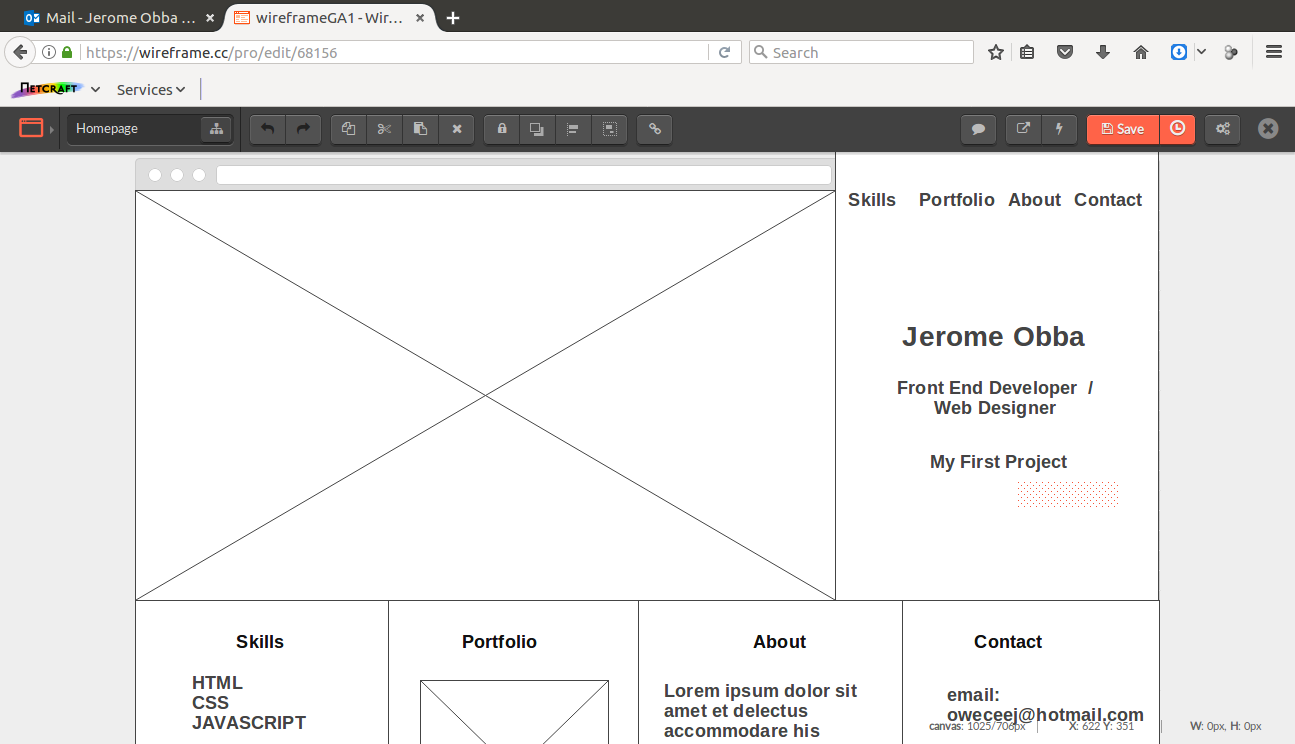 Mail - Jerome Obba ...
wireframeGA1 - Wir...
https://wireframe.cc/pro/edit/68156
Search
NETCRAFT
Services
Homepage
Save
Skills Portfolio About Contact
Jerome Obba
Front End Developer /
Web Designer
My First Project
Skills
HTML
CSS
JAVASCRIPT
Portfolio
About
Lorem ipsum dolor sit
amet et delectus
accommodare his
Contact
email:
oweceej@hotmail.com
canvas: 1025/706px X: 622 Y: 351 W: 0px, H: 0px